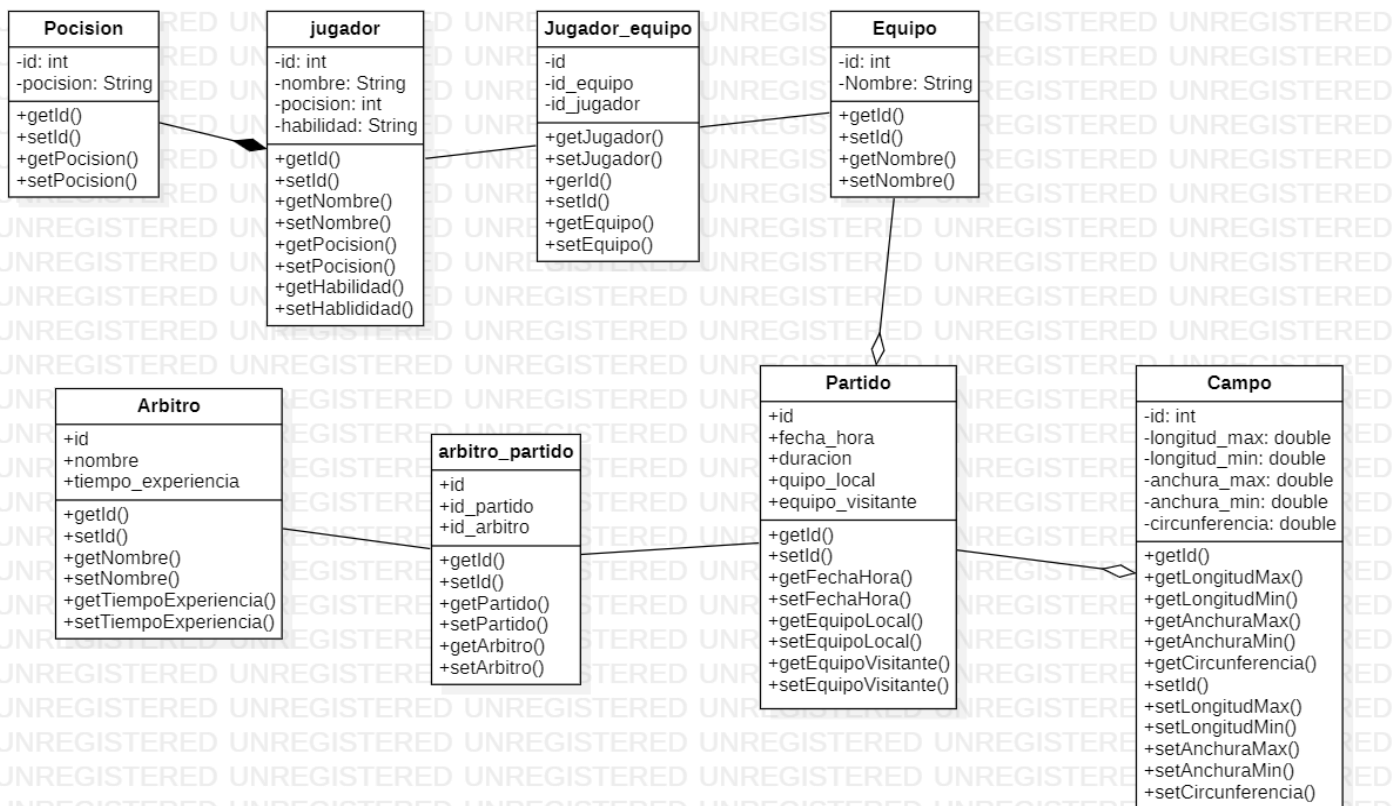 Pocision
-id: int
-pocision: String
+getId()
+setId()
+getPocision()
+setPocision()
jugador
-id: int
-nombre: String
-pocision: int
-habilidad: String
+getId()
+setId()
+getNombre()
+setNombre()
+getPocision()
+setPocision()
+getHabilidad()
+setHablididad()
Jugador_equipo
-id
-id_equipo
-id_jugador
+getJugador()
+setJugador()
+gerId()
+setId()
+getEquipo()
+setEquipo()
Equipo
-id: int
-Nombre: String
+getId()
+setId()
+getNombre()
+setNombre()
Arbitro
+id
+nombre
+tiempo_experiencia
+getId()
+setId()
+getNombre()
+setNombre()
+getTiempoExperiencia()
+setTiempoExperiencia()
arbitro_partido
+id
+id_partido
+id_arbitro
+getId()
+setId()
+getPartido()
+setPartido()
+getArbitro()
+setArbitro()
Partido
+id
+fecha_hora
+duracion
+quipo_local
+equipo_visitante
+getId()
+setId()
+getFechaHora()
+setFechaHora()
+getEquipoLocal()
+setEquipoLocal()
+getEquipoVisitante()
+setEquipoVisitante()
Campo
-id: int
-longitud_max: double
-longitud_min: double
-anchura_max: double
-anchura_min: double
-circunferencia: double
+getId()
+getLongitudMax()
+getLongitudMin()
+getAnchuraMax()
+getAnchuraMin()
+getCircunferencia()
+setId()
+setLongitudMax()
+setLongitudMin()
+setAnchuraMax()
+setAnchuraMin()
+setCircunferencia()
UNREGISTERED